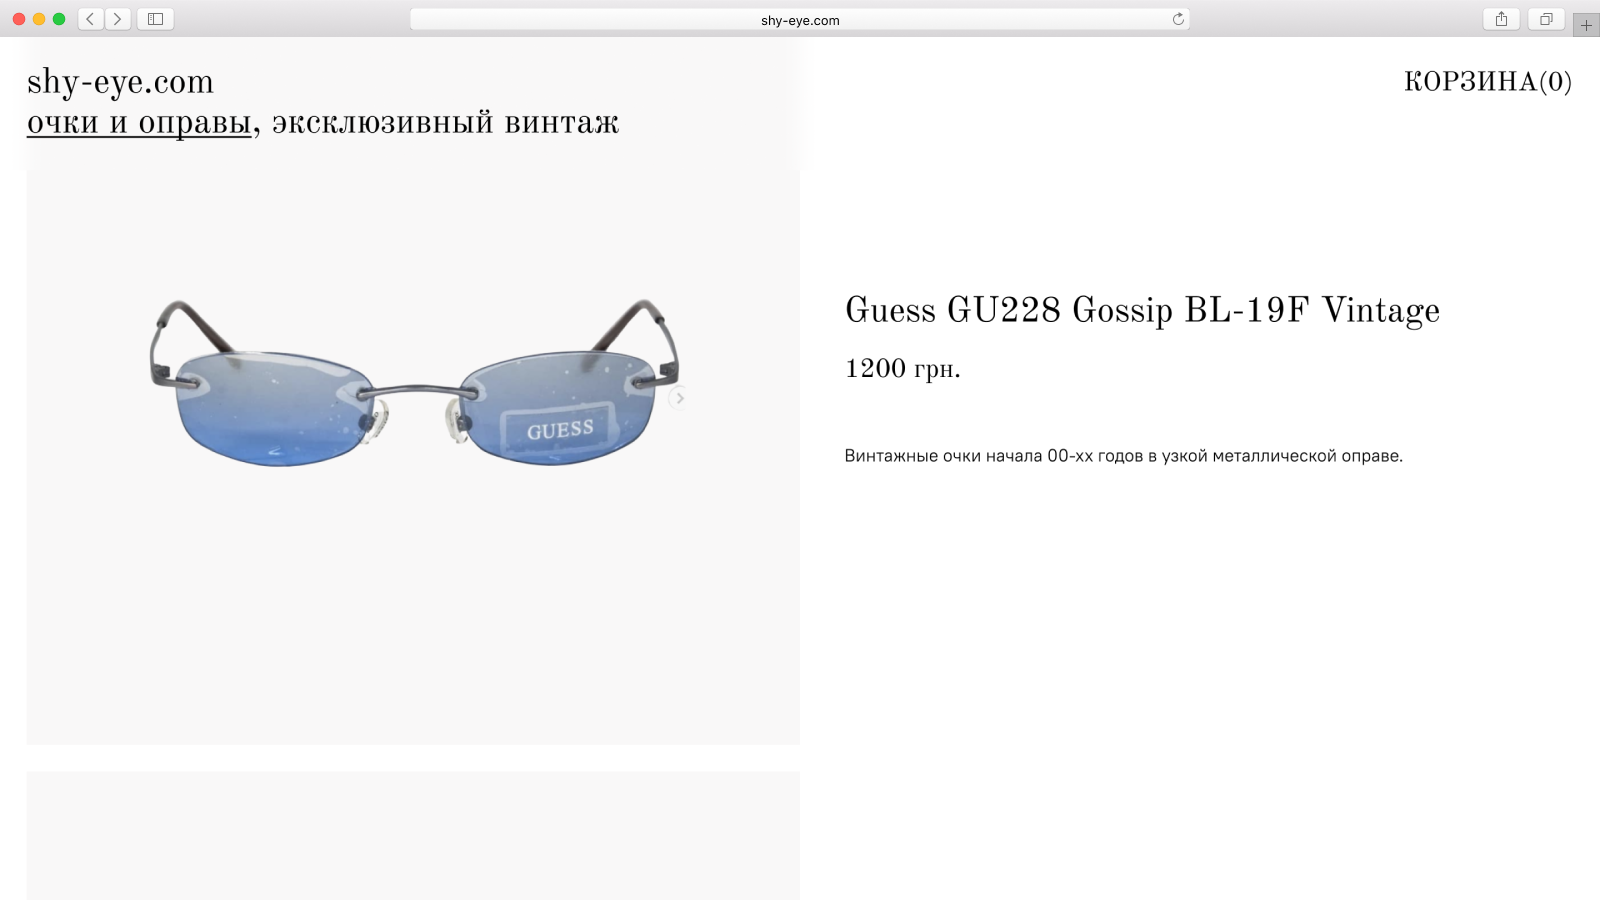 shy-eye.com
shy-eye.com
КОРЗИНА(0)
очки и оправы, эксклюзивный винтаж
GUESS
Guess GU228 Gossip BL-19F Vintage
1200 грн.
Винтажные очки начала 00-хх годов в узкой металлической оправе.